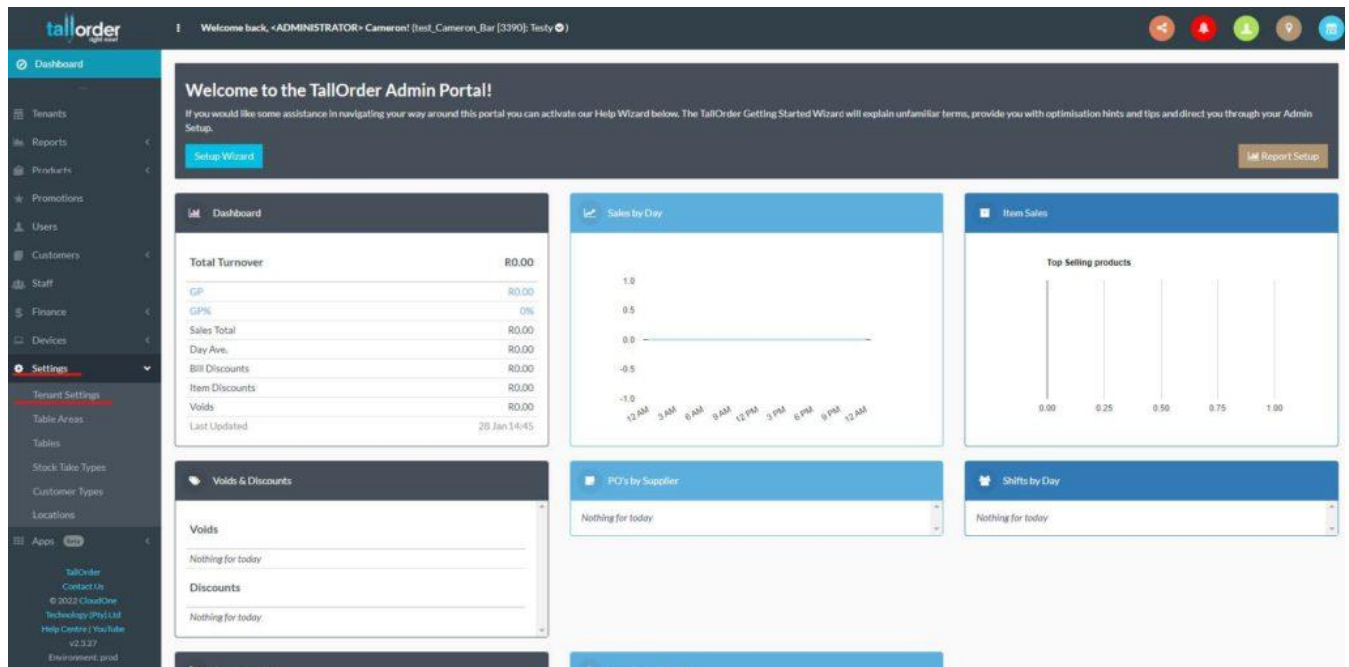 tallorder
right now!
Welcome back, <ADMINISTRATOR> Cameron! (test_Cameron_Bar [3390]: Testy)
Dashboard
Tenants
Reports
Products
Promotions
Users
Customers
Staff
Finance
Devices
Settings
Tenant Settings
Table Areas
Tables
Stock Take Types
Customer Types
Locations
Apps beta
TallOrder
Contact Us
© 2022 CloudOne
Technology (Pty) Ltd
Help Centre | YouTube
v2.5.27
Environment: prod
Welcome to the TallOrder Admin Portal!
If you would like some assistance in navigating your way around this portal you can activate our Help Wizard below. The TallOrder Getting Started Wizard will explain unfamiliar terms, provide you with optimisation hints and tips and direct you through your Admin
Setup.
Setup Wizard
Report Setup
Dashboard
Total Turnover R0.00
GP R0.00
GP% 0%
Sales Total R0.00
Day Ave. R0.00
Bill Discounts R0.00
Item Discounts R0.00
Voids R0.00
Last Updated 28 Jan 14:45
Sales by Day
1.0
0.5
0.0
-0.5
-1.0
12 AM 3 AM 6 AM 9 AM 12 PM 3 PM 6 PM 9 PM 12 AM
Item Sales
Top Selling products
0.00 0.25 0.50 0.75 1.00
Voids & Discounts
Voids
Nothing for today
Discounts
Nothing for today
PO's by Supplier
Nothing for today
Shifts by Day
Nothing for today